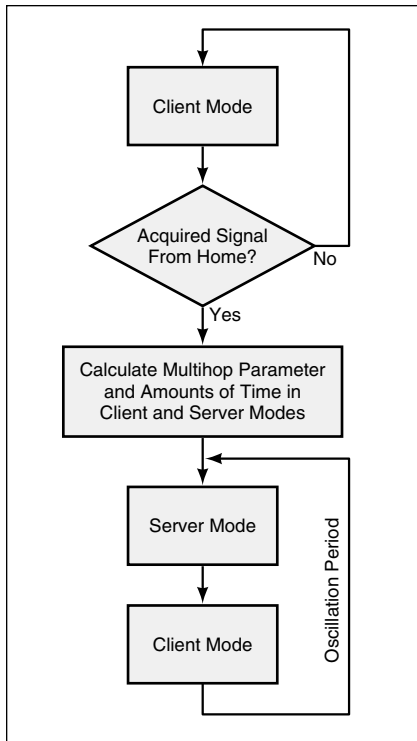 Client Mode
Acquired Signal
From Home?
No
Yes
Calculate Multihop Parameter
and Amounts of Time in
Client and Server Modes
Server Mode
Oscillation Period
Client Mode